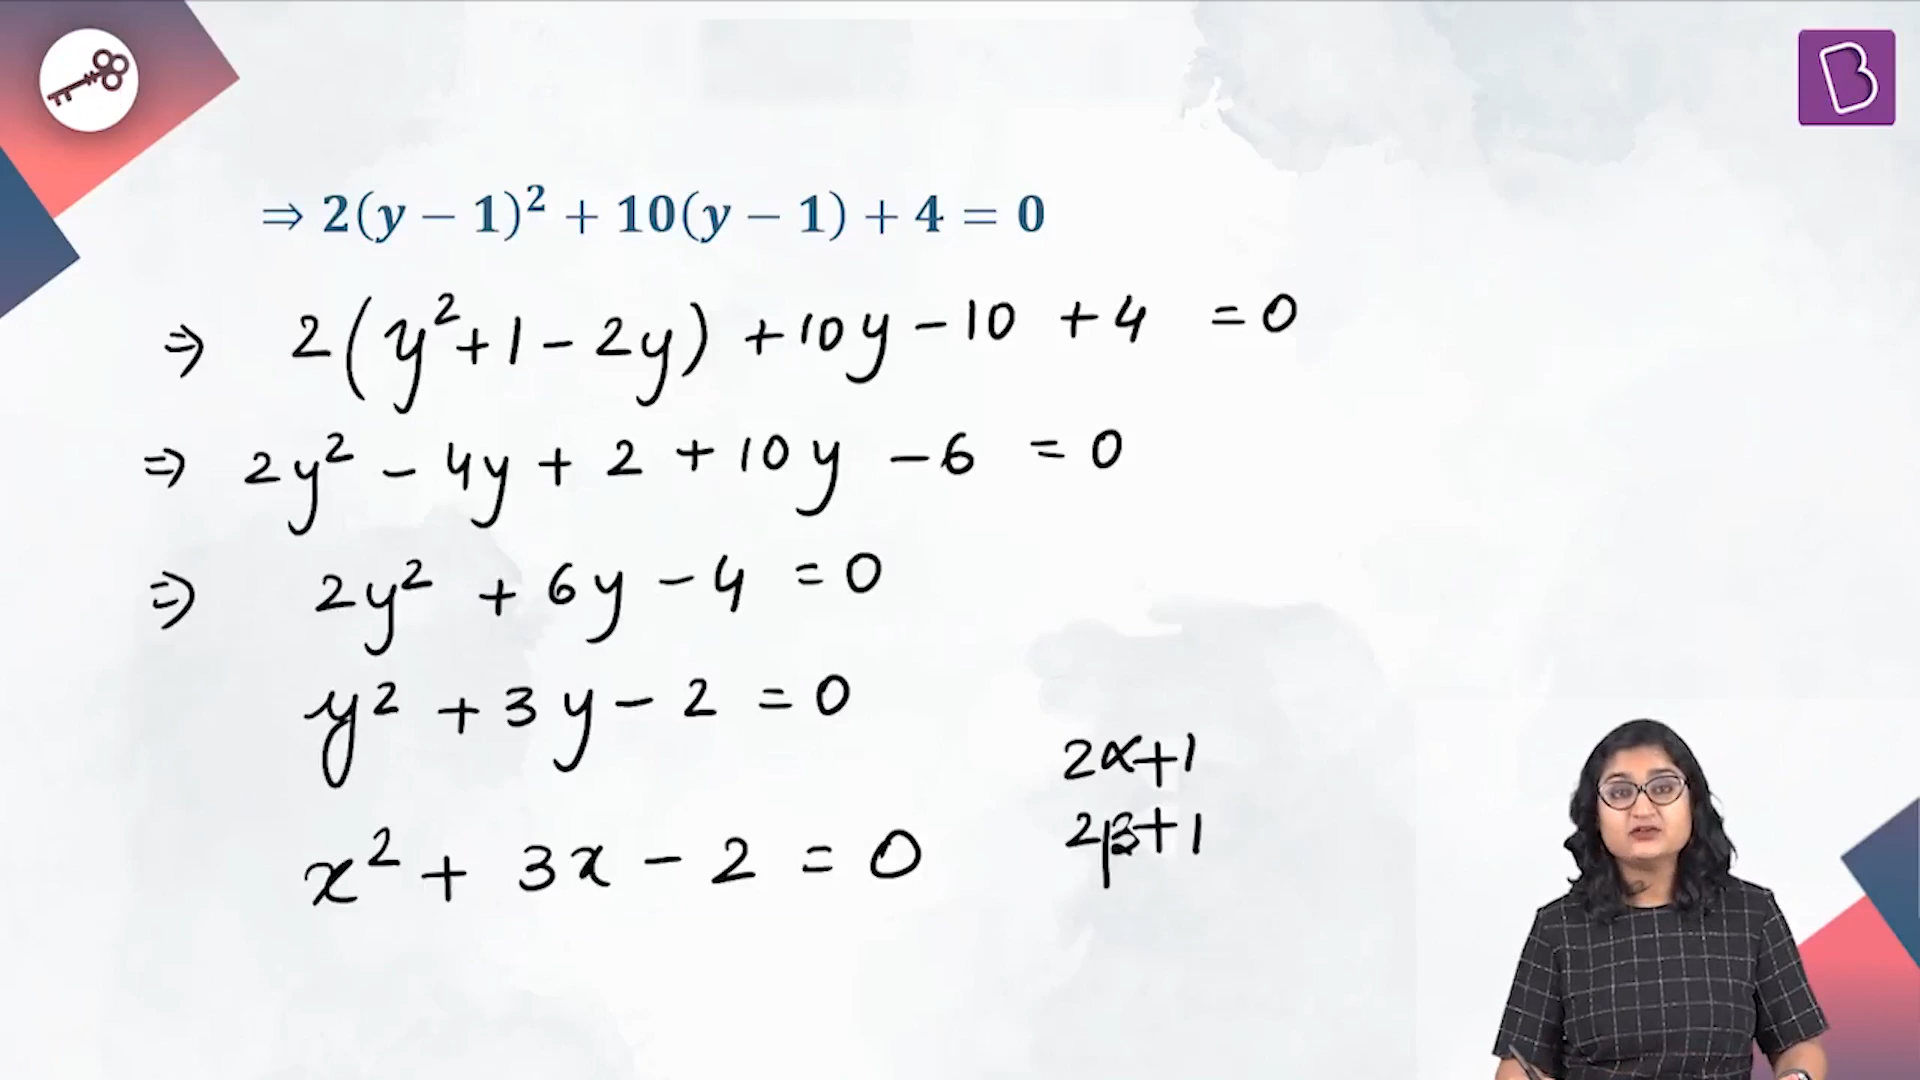 ⇒ 2(y − 1)² + 10(y − 1) + 4 = 0
⇒ 2(y²+1−2y) +10y−10 +4 =0
⇒ 2y² − 4y + 2 + 10y −6 = 0
⇒ 2y² + 6y −4 =0
y² + 3y − 2 = 0
2α+1
2β+1
x² + 3x − 2 = 0
B